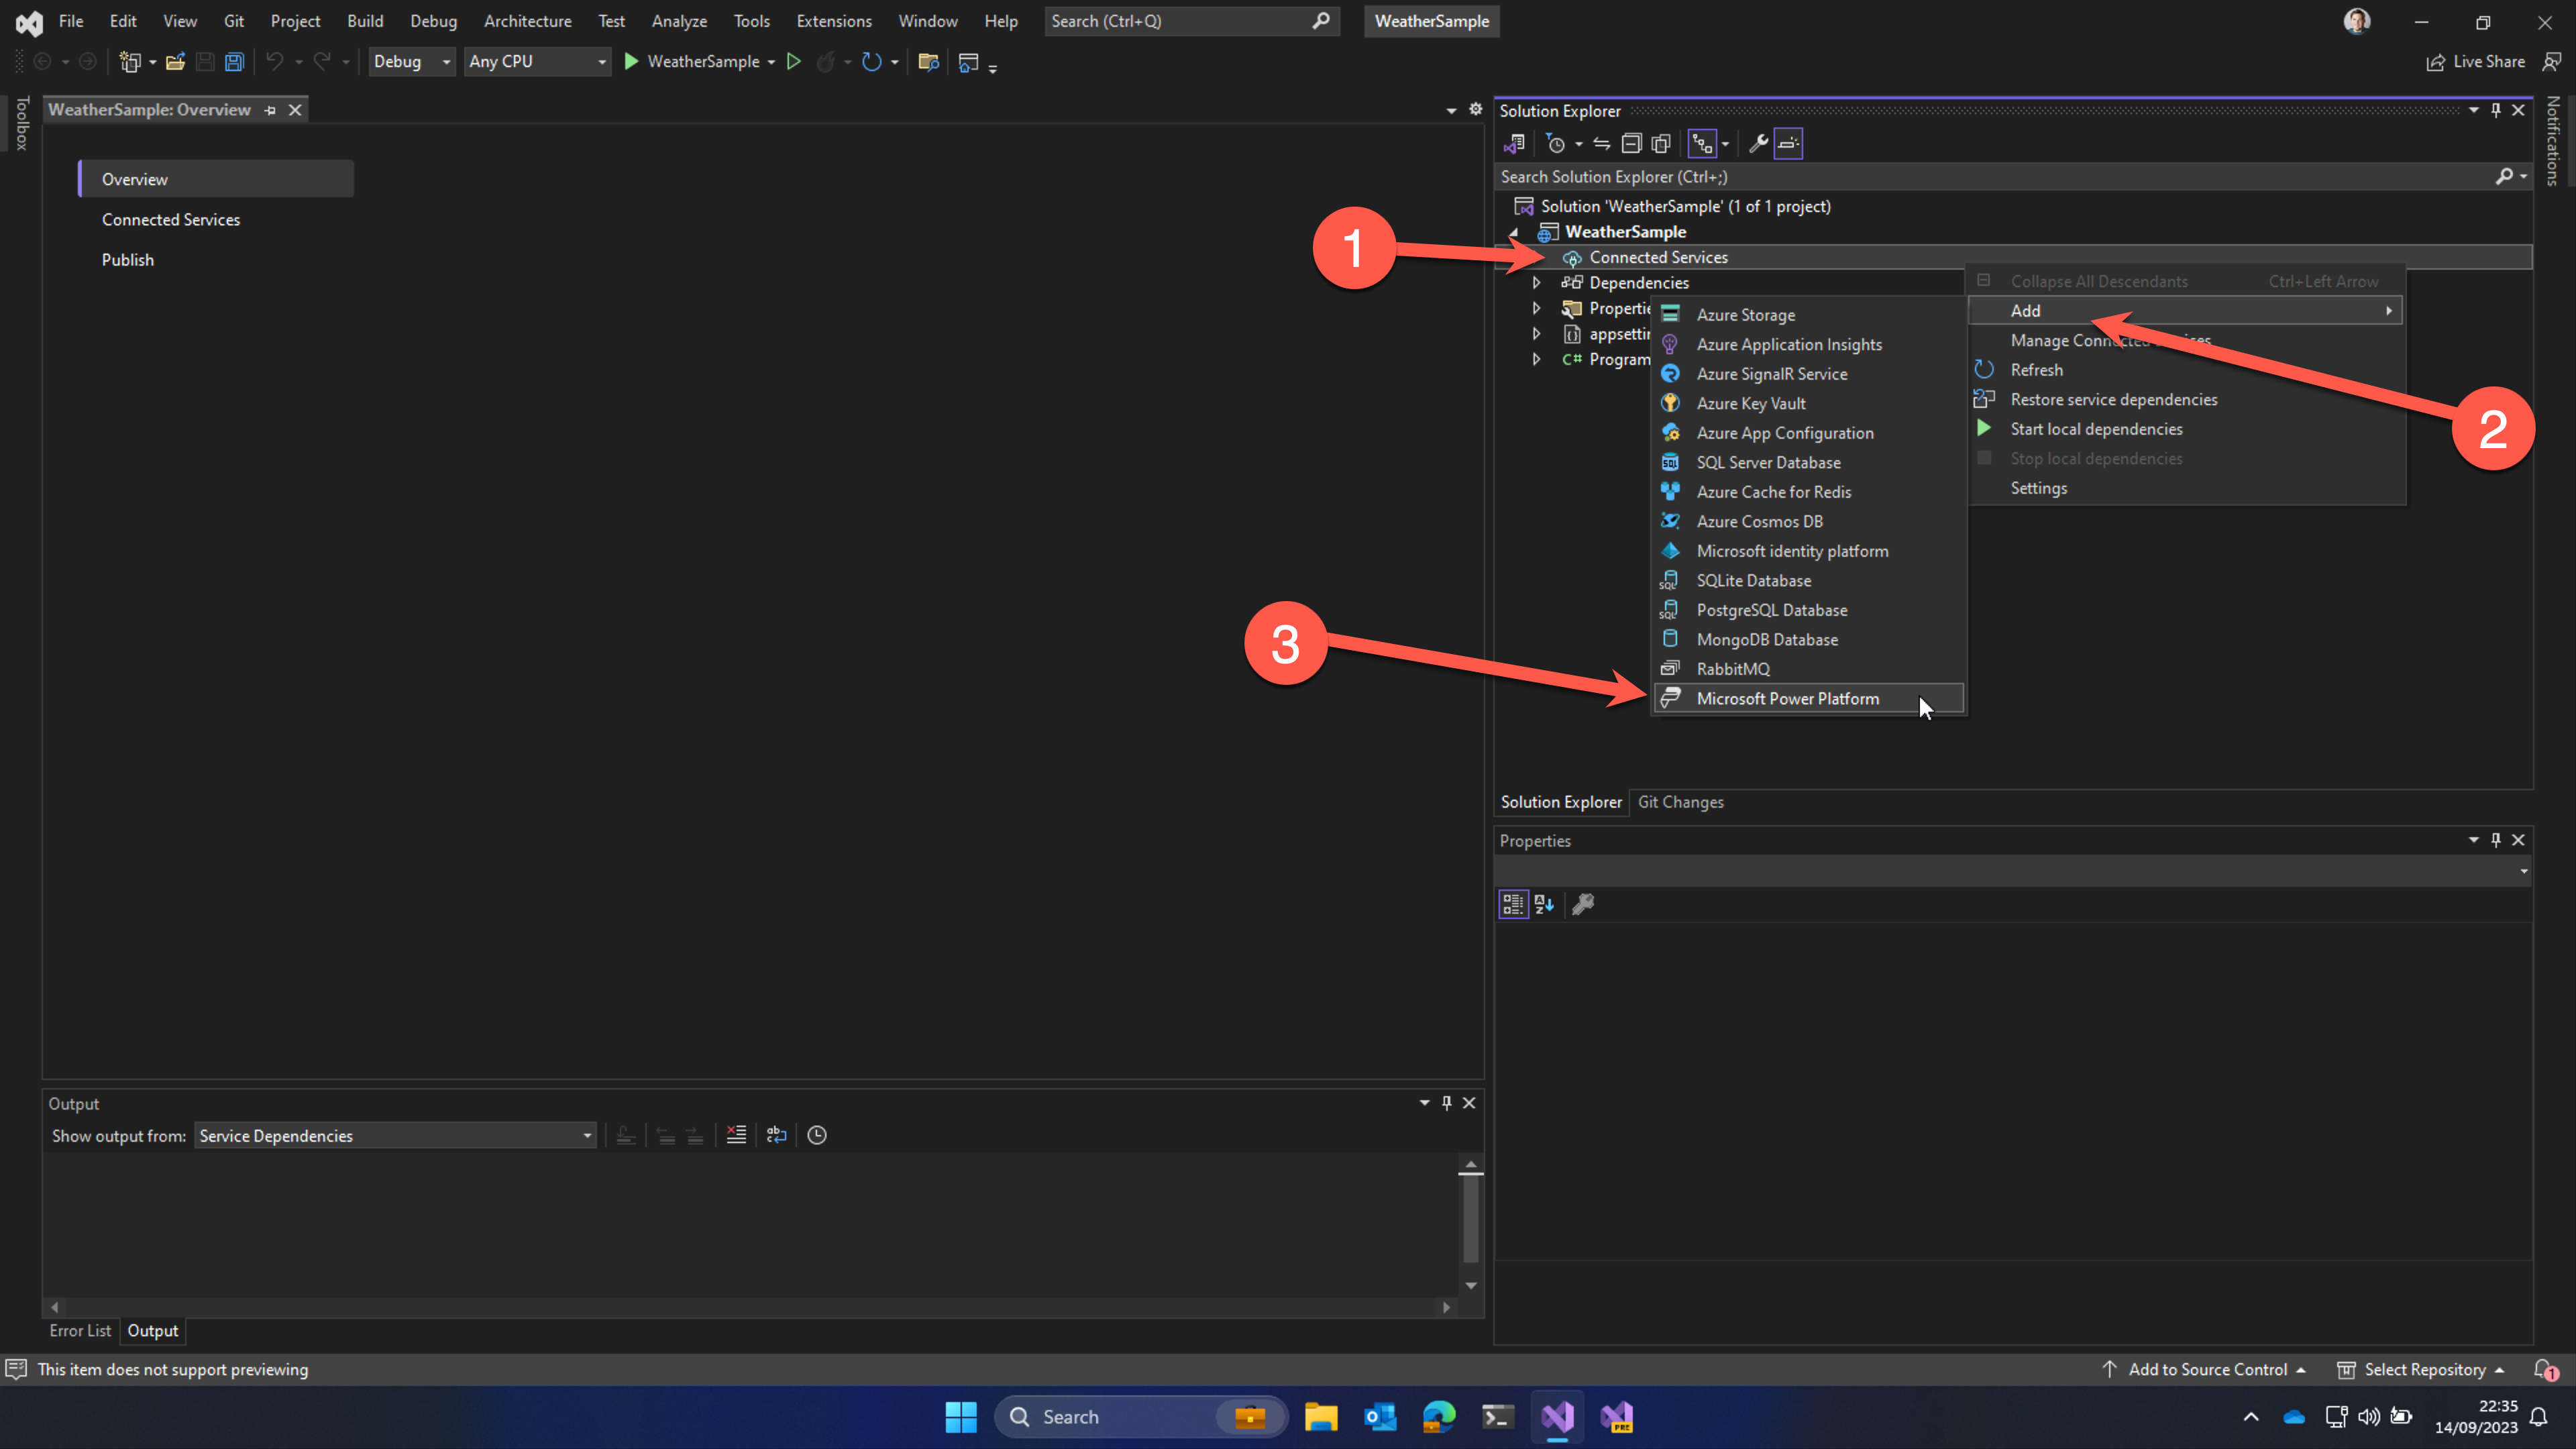 File Edit View Git Project Build Debug Architecture Test Analyze Tools Extensions Window Help Search (Ctrl+Q) WeatherSample
Debug Any CPU WeatherSample Live Share
Toolbox
WeatherSample: Overview
Overview
Connected Services
Publish
Solution Explorer
Search Solution Explorer (Ctrl+;)
Solution 'WeatherSample' (1 of 1 project)
WeatherSample
Connected Services
Dependencies
Properti
appsetti
Program
1
Collapse All Descendants Ctrl+Left Arrow
Add
Manage Connected Services
Refresh
Restore service dependencies
Start local dependencies
Stop local dependencies
Settings
2
Azure Storage
Azure Application Insights
Azure SignalR Service
Azure Key Vault
Azure App Configuration
SQL Server Database
Azure Cache for Redis
Azure Cosmos DB
Microsoft identity platform
SQLite Database
PostgreSQL Database
MongoDB Database
RabbitMQ
Microsoft Power Platform
3
Notifications
Solution Explorer Git Changes
Properties
Output
Show output from: Service Dependencies
Error List Output
This item does not support previewing Add to Source Control Select Repository 1
Search
PRE
22:35
14/09/2023